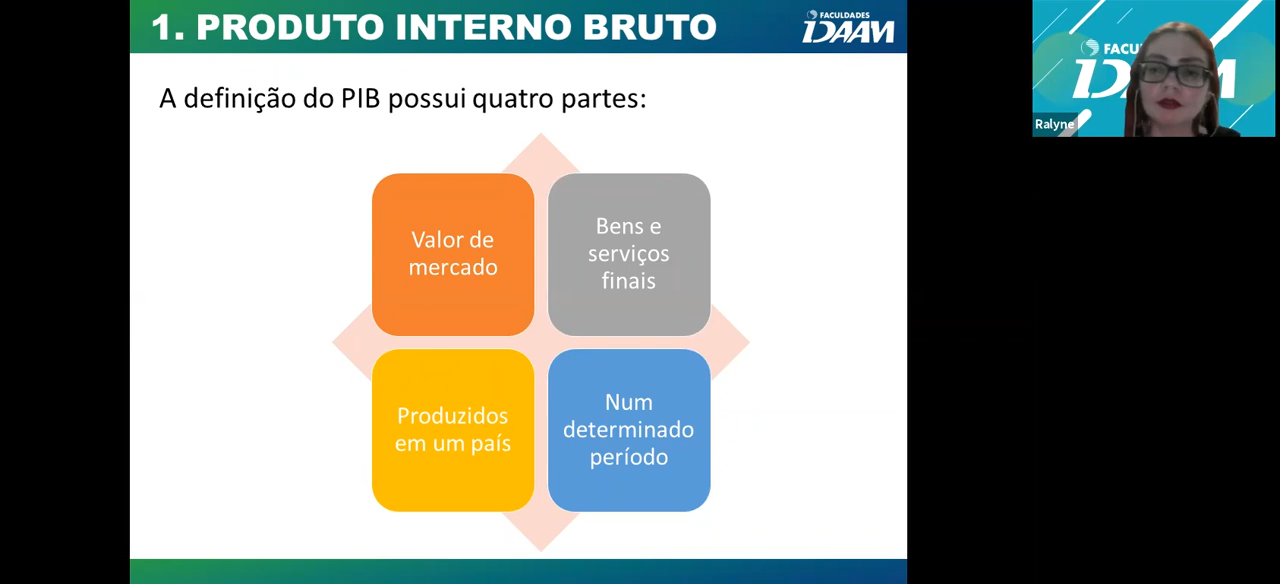 1. PRODUTO INTERNO BRUTO
FACULDADES
IDAAM
A definição do PIB possui quatro partes:
Valor de
mercado
Bens e
serviços
finais
Produzidos
em um país
Num
determinado
período
FACU
Ralyne